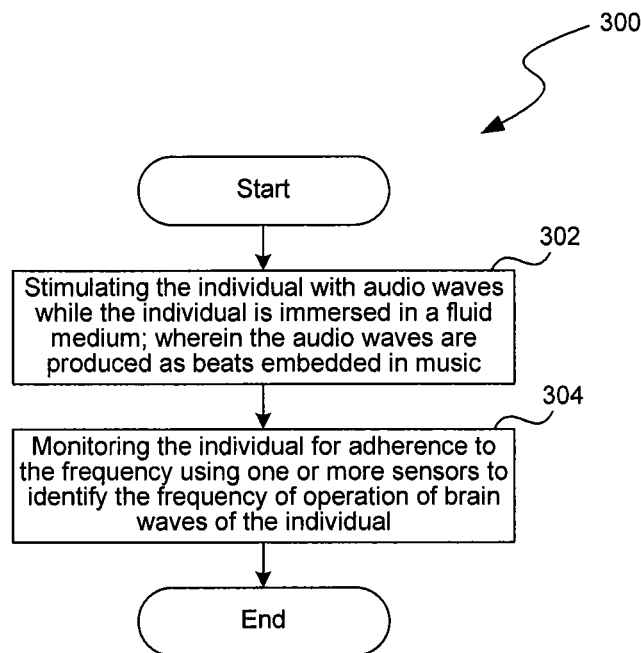 300
Start
302
Stimulating the individual with audio waves
while the individual is immersed in a fluid
medium; wherein the audio waves are
produced as beats embedded in music
304
Monitoring the individual for adherence to
the frequency using one or more sensors to
identify the frequency of operation of brain
waves of the individual
End